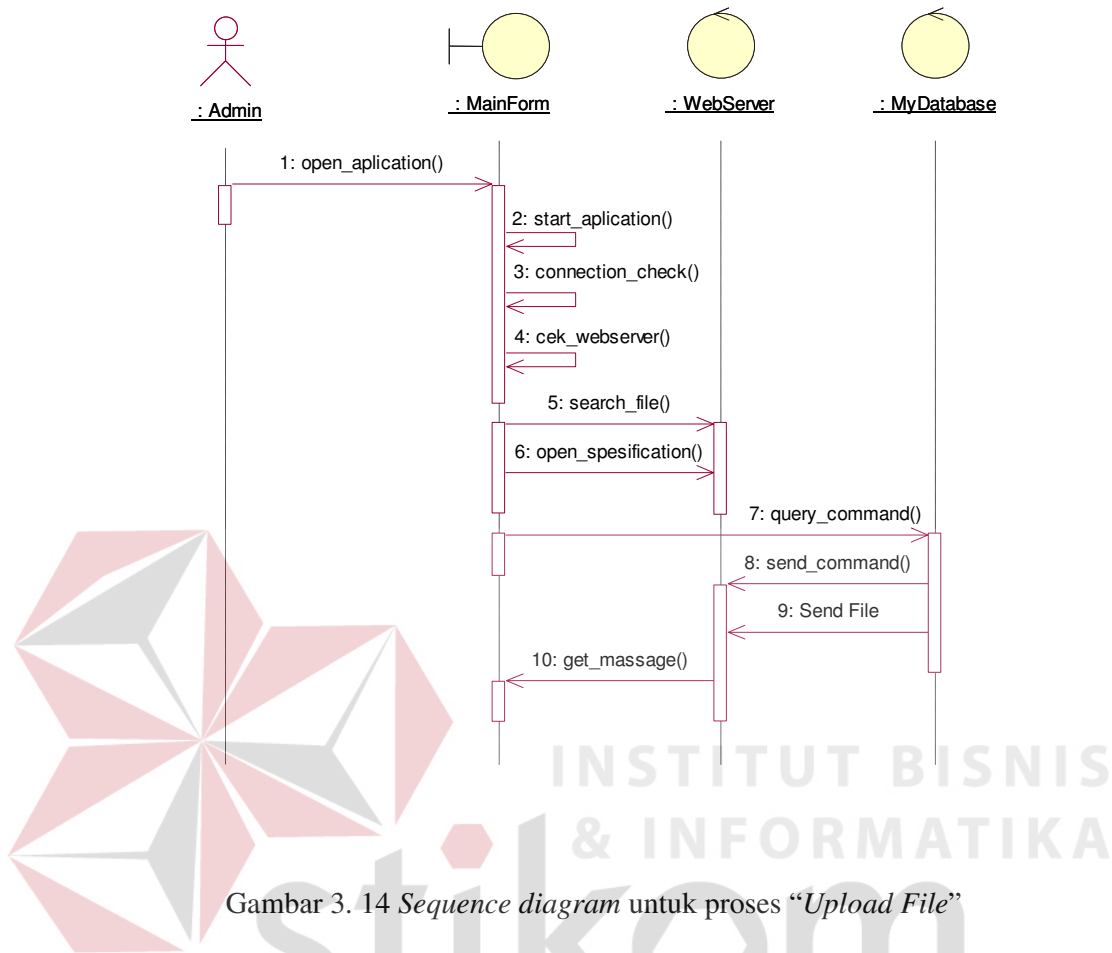 : Admin
: MainForm
: WebServer
: MyDatabase
1: open_aplication()
2: start_aplication()
3: connection_check()
4: cek_webserver()
5: search_file()
6: open_spesification()
7: query_command()
8: send_command()
9: Send File
10: get_massage()
INSTITUT BISNIS
& INFORMATIKA
stikom
Gambar 3. 14 Sequence diagram untuk proses “Upload File”